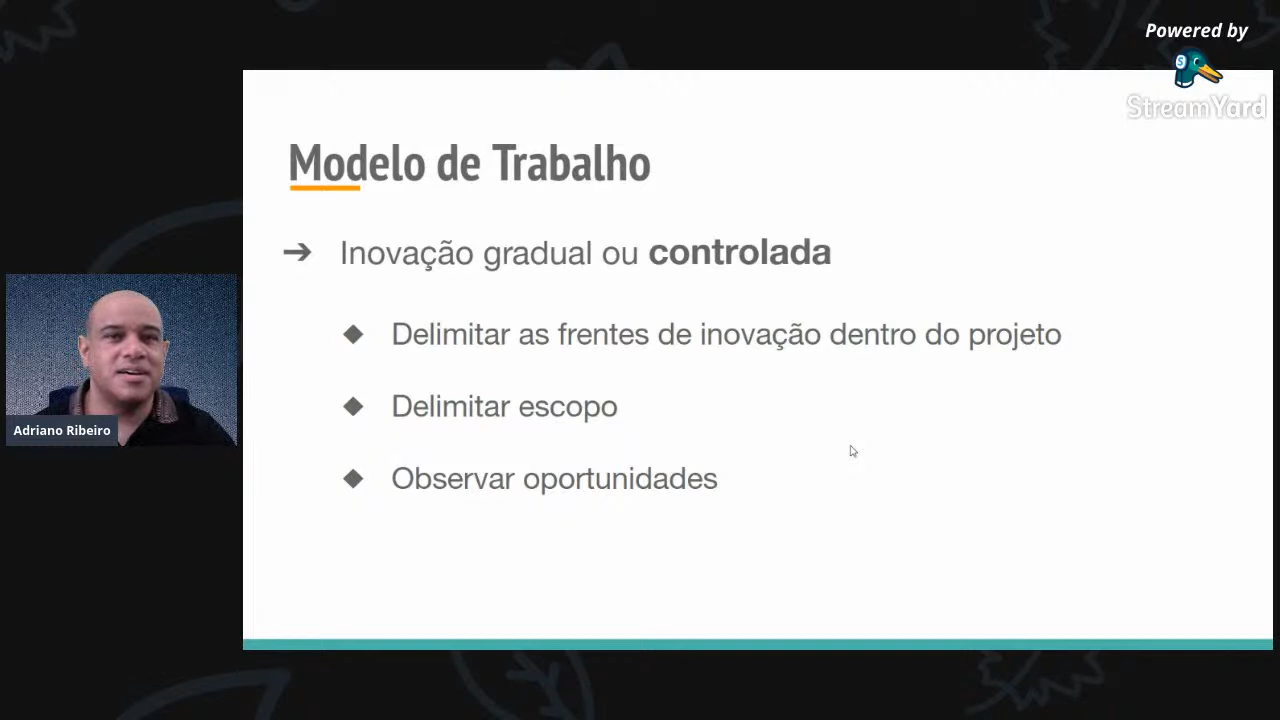 Powered by
StreamYard
Modelo de Trabalho
➔ Inovação gradual ou controlada
◆ Delimitar as frentes de inovação dentro do projeto
◆ Delimitar escopo
◆ Observar oportunidades
Adriano Ribeiro